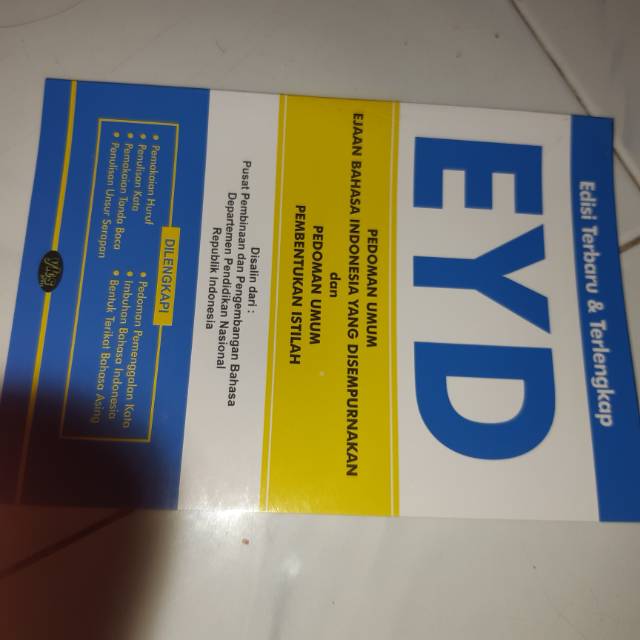 Edisi Terbaru & Terlengkap
EYD
PEDOMAN UMUM
EJAAN BAHASA INDONESIA YANG DISEMPURNAKAN
dan
PEDOMAN UMUM
PEMBENTUKAN ISTILAH
Disalin dari :
Pusat Pembinaan dan Pengembangan Bahasa
Departemen Pendidikan Nasional
Republik Indonesia
DILENGKAPI
• Pemakaian Huruf
• Penulisan Kata
• Pemakaian Tanda Baca
• Penulisan Unsur Serapan
• Pedoman Pemenggalan Kata
• Imbuhan Bahasa Indonesia
• Bentuk Terikat Bahasa Asing